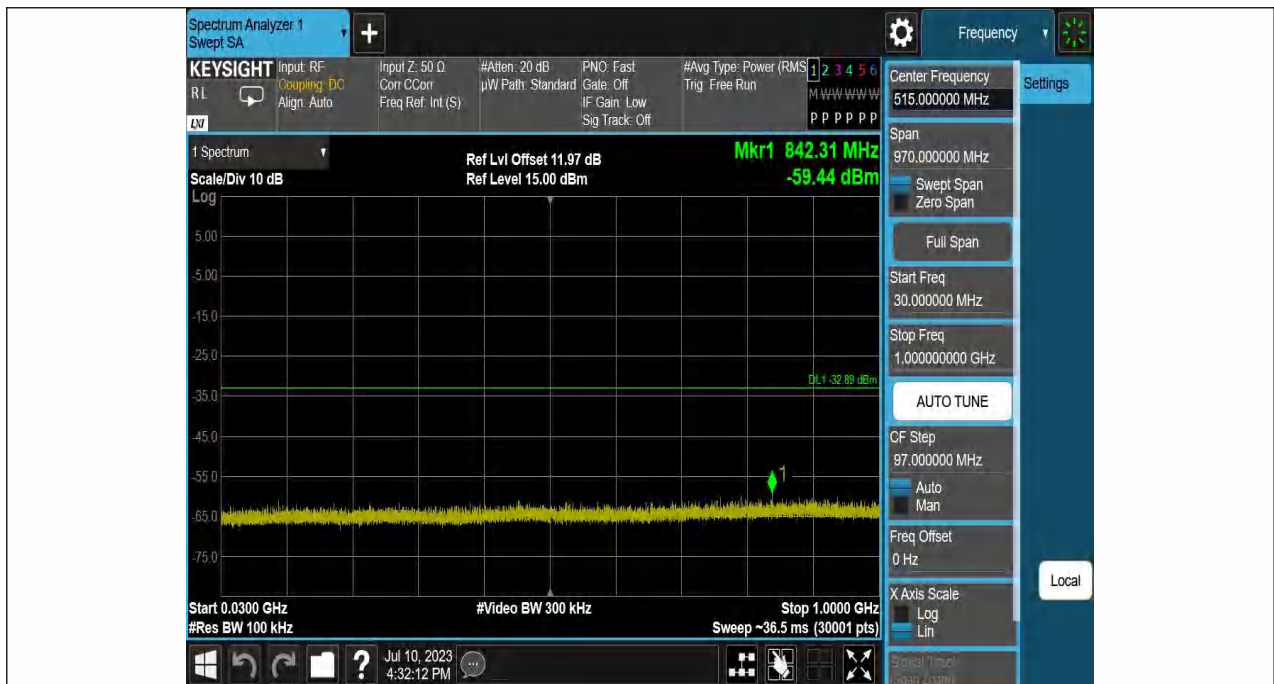 Spectrum Analyzer 1
Swept SA
+
Frequency
KEYSIGHT
RL
LXI
Input: RF
Coupling: DC
Align: Auto
Input Z: 50 Ω
Corr CCorr
Freq Ref: Int (S)
#Atten: 20 dB
µW Path: Standard
PNO: Fast
Gate: Off
IF Gain: Low
Sig Track: Off
#Avg Type: Power (RMS
Trig: Free Run
1 2 3 4 5 6
M W W W W W
P P P P P P
1 Spectrum
Scale/Div 10 dB
Log
Ref Lvl Offset 11.97 dB
Ref Level 15.00 dBm
Mkr1 842.31 MHz
-59.44 dBm
5.00
-5.00
-15.0
-25.0
-35.0
-45.0
-55.0
-65.0
-75.0
DL1 -32.89 dBm
1
Start 0.0300 GHz
#Res BW 100 kHz
#Video BW 300 kHz
Stop 1.0000 GHz
Sweep ~36.5 ms (30001 pts)
Center Frequency
515.000000 MHz
Settings
Span
970.000000 MHz
Swept Span
Zero Span
Full Span
Start Freq
30.000000 MHz
Stop Freq
1.000000000 GHz
AUTO TUNE
CF Step
97.000000 MHz
Auto
Man
Freq Offset
0 Hz
X Axis Scale
Log
Lin
Signal Track
(Span Zoom)
Local
?
Jul 10, 2023
4:32:12 PM